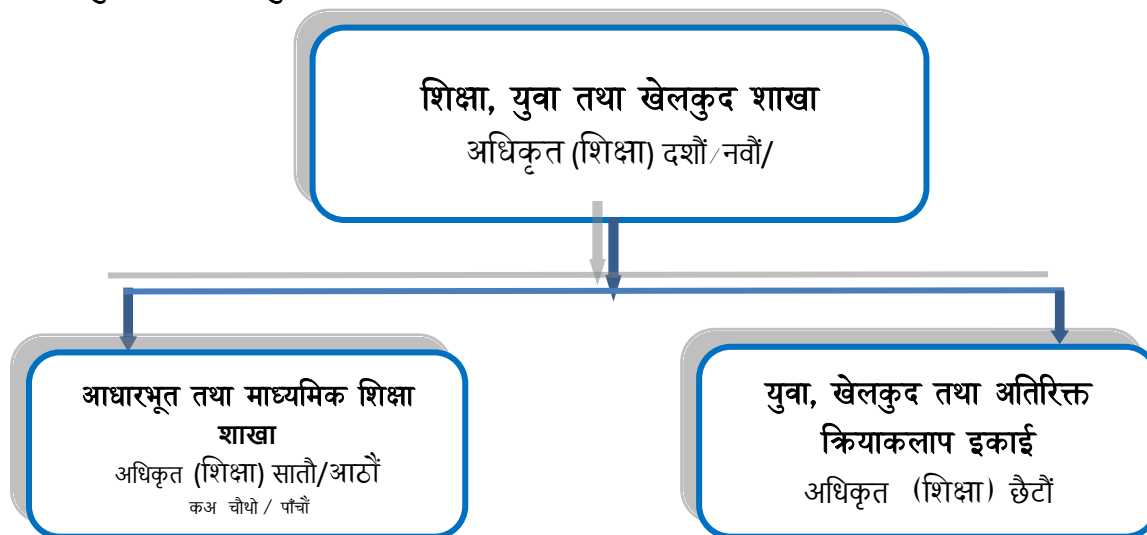 शिक्षा, युवा तथा खेलकुद शाखा
अधिकृत (शिक्षा) दशौं/नवौं/
आधारभूत तथा माध्यमिक शिक्षा
शाखा
अधिकृत (शिक्षा) सातौ/आठौं
कअ चौथो / पाँचौं
युवा, खेलकुद तथा अतिरिक्त
क्रियाकलाप इकाई
अधिकृत (शिक्षा) छैटौं